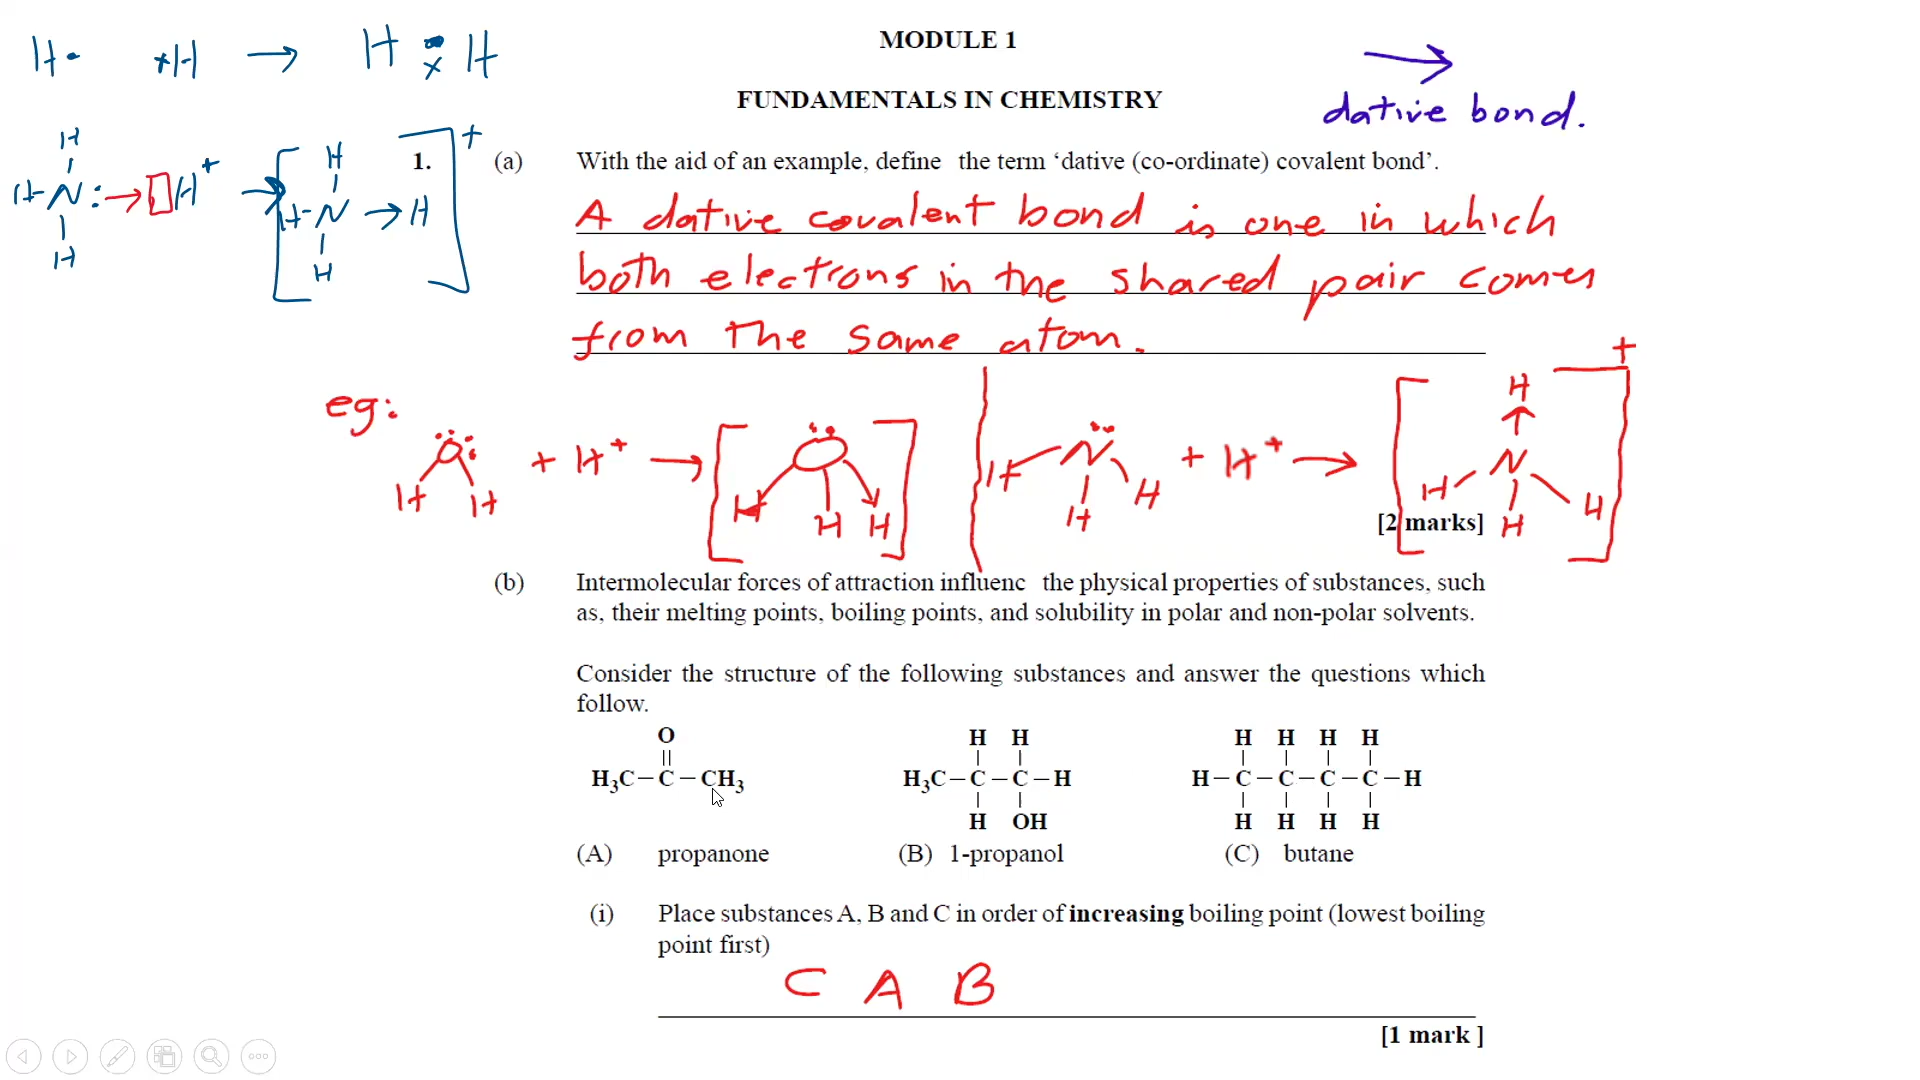 H• ×H → H •× H
MODULE 1
FUNDAMENTALS IN CHEMISTRY
→
dative bond.
H
H-N: → H+ → [H-N→H]+
H
H
H
1. (a) With the aid of an example, define the term ‘dative (co-ordinate) covalent bond’.
A dative covalent bond is one in which
both electrons in the shared pair comes
from the same atom.
eg:
O + H+ → [ O ]
H H
H H H
N + H+ → [ N ]+
H H H
H
H H H
[2 marks]
(b) Intermolecular forces of attraction influenc the physical properties of substances, such
as, their melting points, boiling points, and solubility in polar and non-polar solvents.
Consider the structure of the following substances and answer the questions which
follow.
O
||
H₃C–C–CH₃
H H
| |
H₃C–C–C–H
| |
H OH
H H H H
| | | |
H–C–C–C–C–H
| | | |
H H H H
(A) propanone (B) 1-propanol (C) butane
(i) Place substances A, B and C in order of increasing boiling point (lowest boiling
point first)
C A B
[1 mark ]